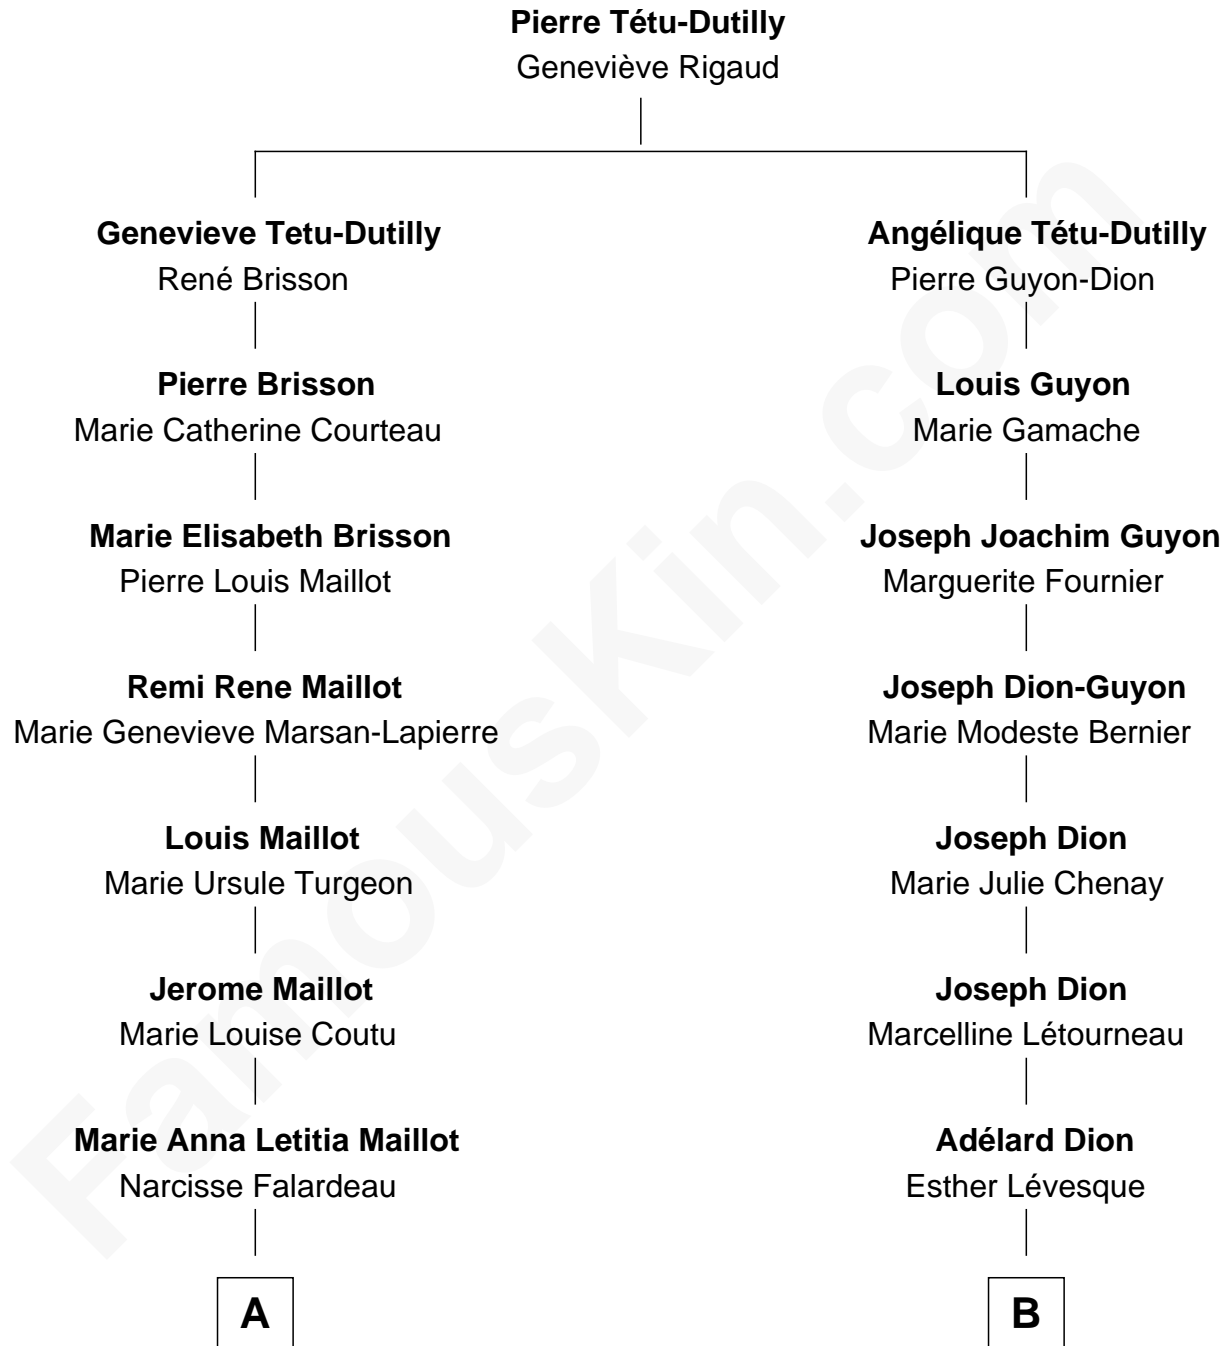 Pierre Tétu-Dutilly
Geneviève Rigaud
Genevieve Tetu-Dutilly
René Brisson
Pierre Brisson
Marie Catherine Courteau
Marie Elisabeth Brisson
Pierre Louis Maillot
Remi Rene Maillot
Marie Genevieve Marsan-Lapierre
Louis Maillot
Marie Ursule Turgeon
Jerome Maillot
Marie Louise Coutu
Marie Anna Letitia Maillot
Narcisse Falardeau
A
Angélique Tétu-Dutilly
Pierre Guyon-Dion
Louis Guyon
Marie Gamache
Joseph Joachim Guyon
Marguerite Fournier
Joseph Dion-Guyon
Marie Modeste Bernier
Joseph Dion
Marie Julie Chenay
Joseph Dion
Marcelline Létourneau
Adélard Dion
Esther Lévesque
B
FamousKin.com